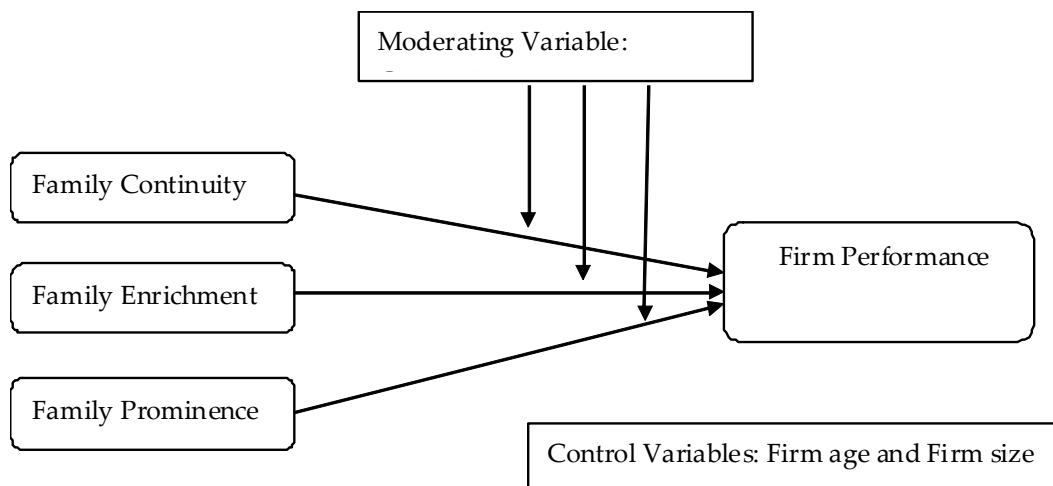 Moderating Variable:
Family Continuity
Firm Performance
Family Enrichment
Family Prominence
Control Variables: Firm age and Firm size